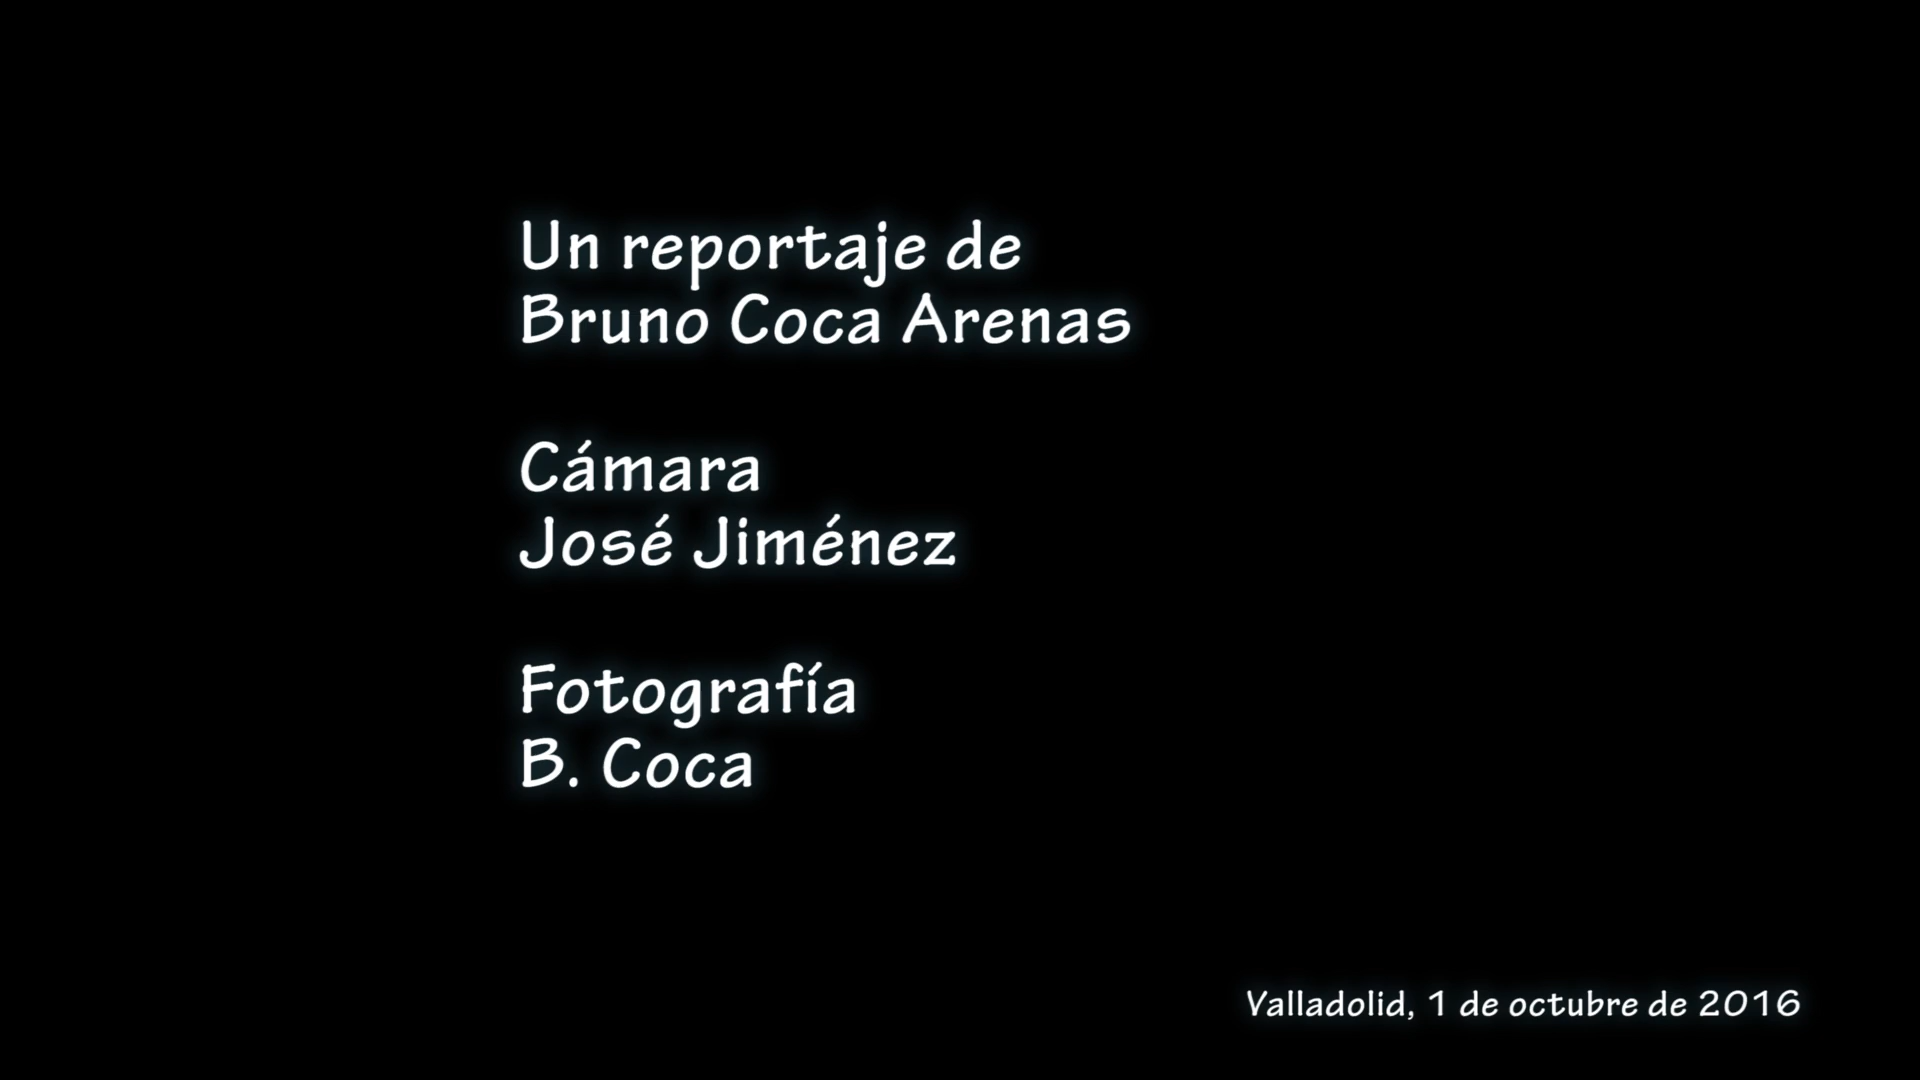 Un reportaje de
Bruno Coca Arenas
Cámara
José Jiménez
Fotografía
B. Coca
Valladolid, 1 de octubre de 2016